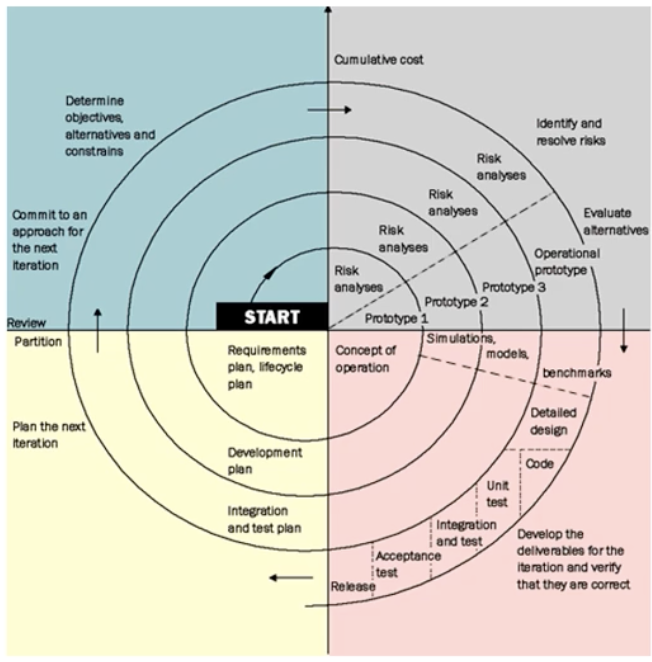 Cumulative cost
Determine
objectives,
alternatives and
constrains
Identify and
resolve risks
Risk
analyses
Risk
analyses
Commit to an
approach for
the next
iteration
Evaluate
alternatives
Risk
analyses
Operational
prototype
Risk
analyses
Prototype 3
Prototype 2
Prototype 1
START
Review
Partition
Requirements
plan, lifecycle
plan
Concept of
operation
Simulations,
models,
benchmarks
Plan the next
iteration
Detailed
design
Development
plan
Code
Unit
test
Integration
and test plan
Integration
and test
Acceptance
test
Release
Develop the
deliverables for the
iteration and verify
that they are correct